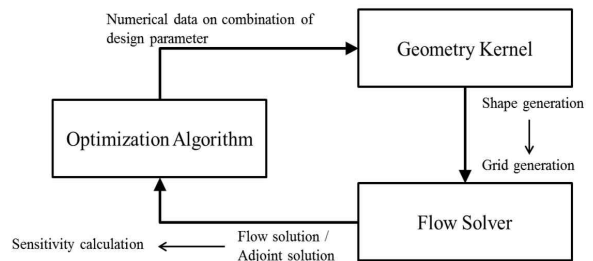 Numerical data on combination of
design parameter
Geometry Kernel
Shape generation
Optimization Algorithm
Grid generation
Flow Solver
Flow solution /
Sensitivity calculation
Adjoint solution